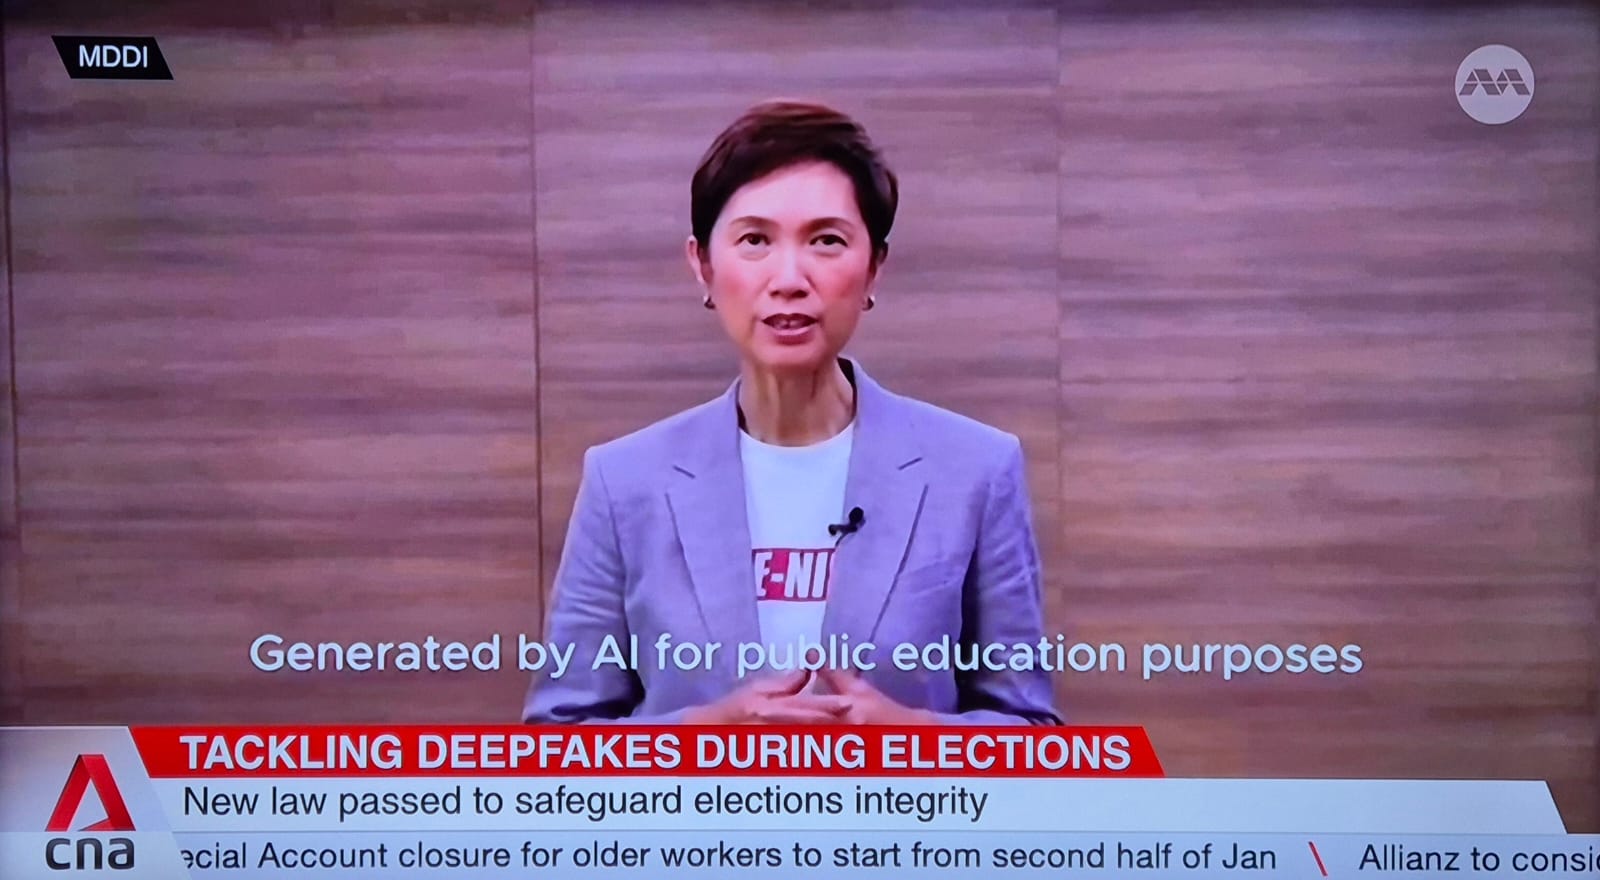 MDDI
E-NI
Generated by AI for public education purposes
TACKLING DEEPFAKES DURING ELECTIONS
New law passed to safeguard elections integrity
cna
ecial Account closure for older workers to start from second half of Jan \ Allianz to consi